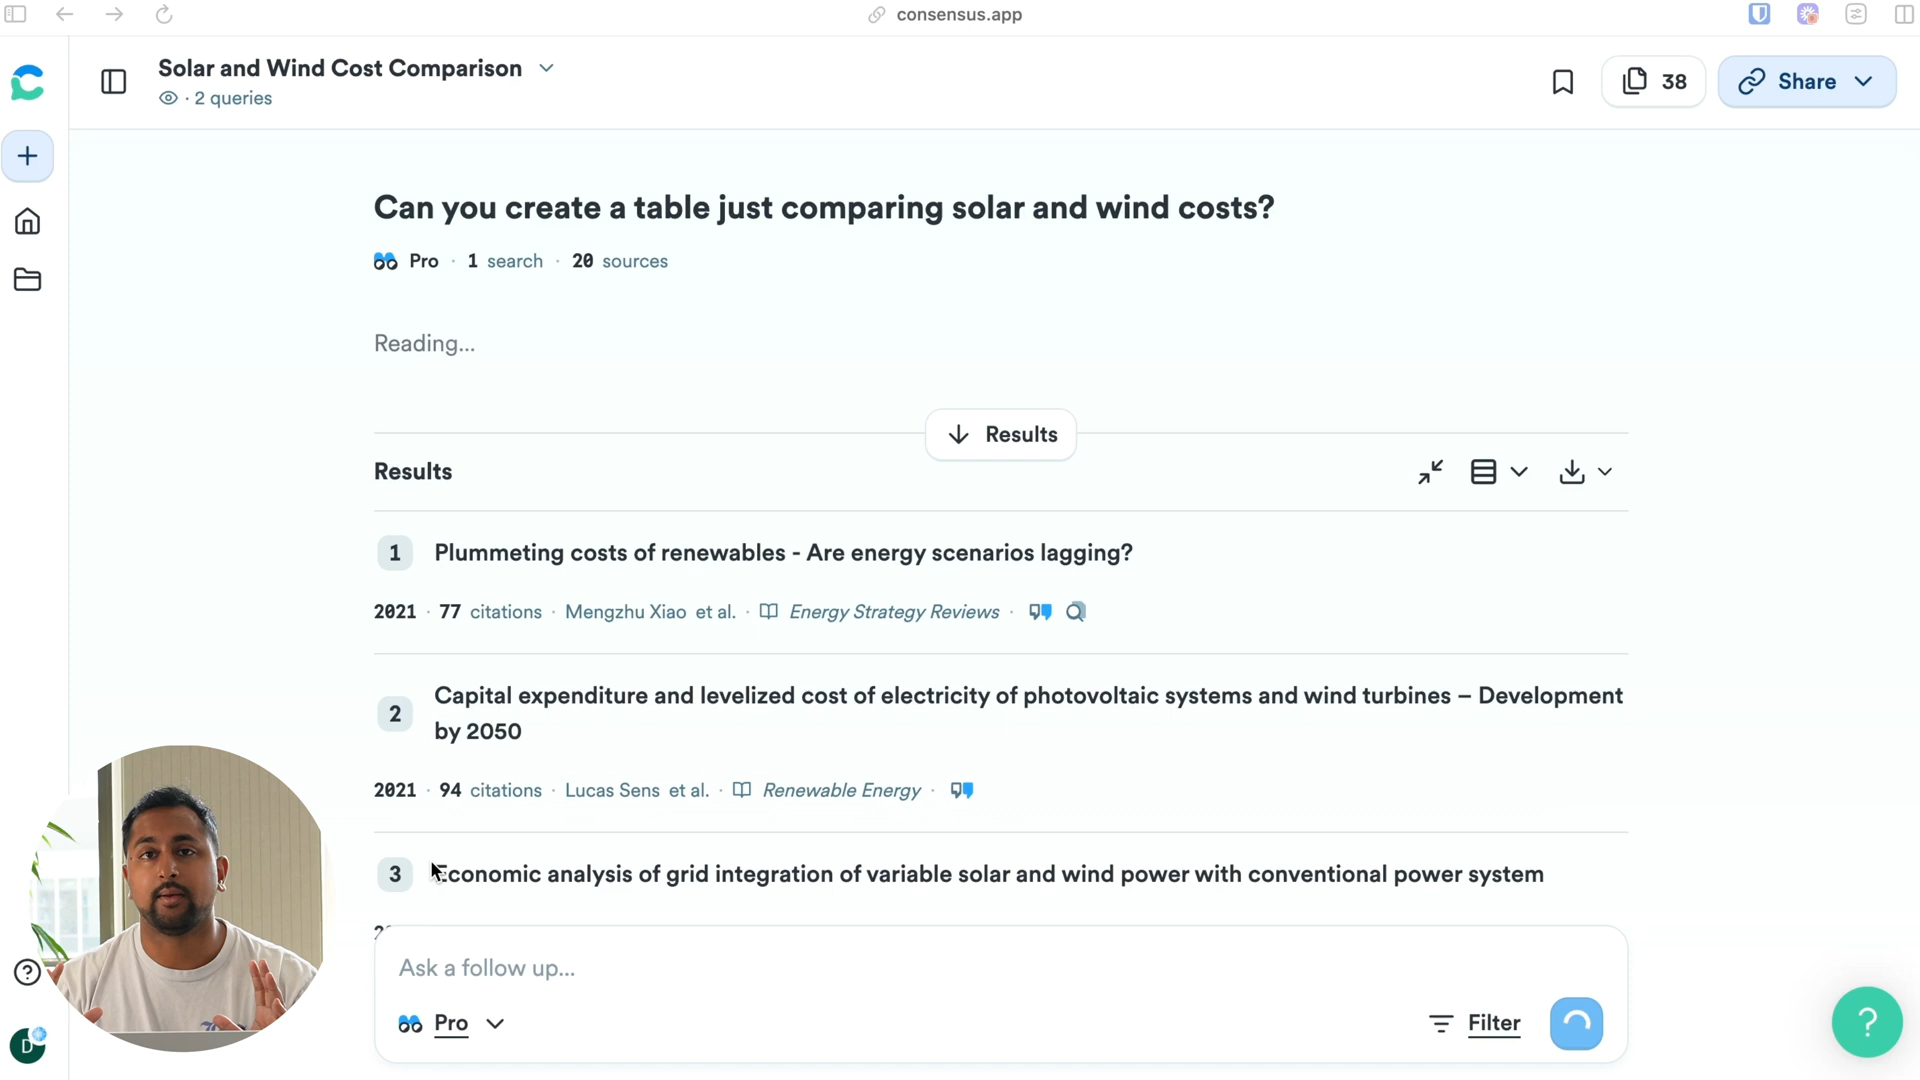 consensus.app
Solar and Wind Cost Comparison
· 2 queries
38
Share
Can you create a table just comparing solar and wind costs?
Pro · 1 search · 20 sources
Reading...
Results
Results
1 Plummeting costs of renewables - Are energy scenarios lagging?
2021 · 77 citations · Mengzhu Xiao et al. · Energy Strategy Reviews ·
2 Capital expenditure and levelized cost of electricity of photovoltaic systems and wind turbines – Development
by 2050
2021 · 94 citations · Lucas Sens et al. · Renewable Energy ·
3 Economic analysis of grid integration of variable solar and wind power with conventional power system
Ask a follow up...
Pro
Filter
?
?
D